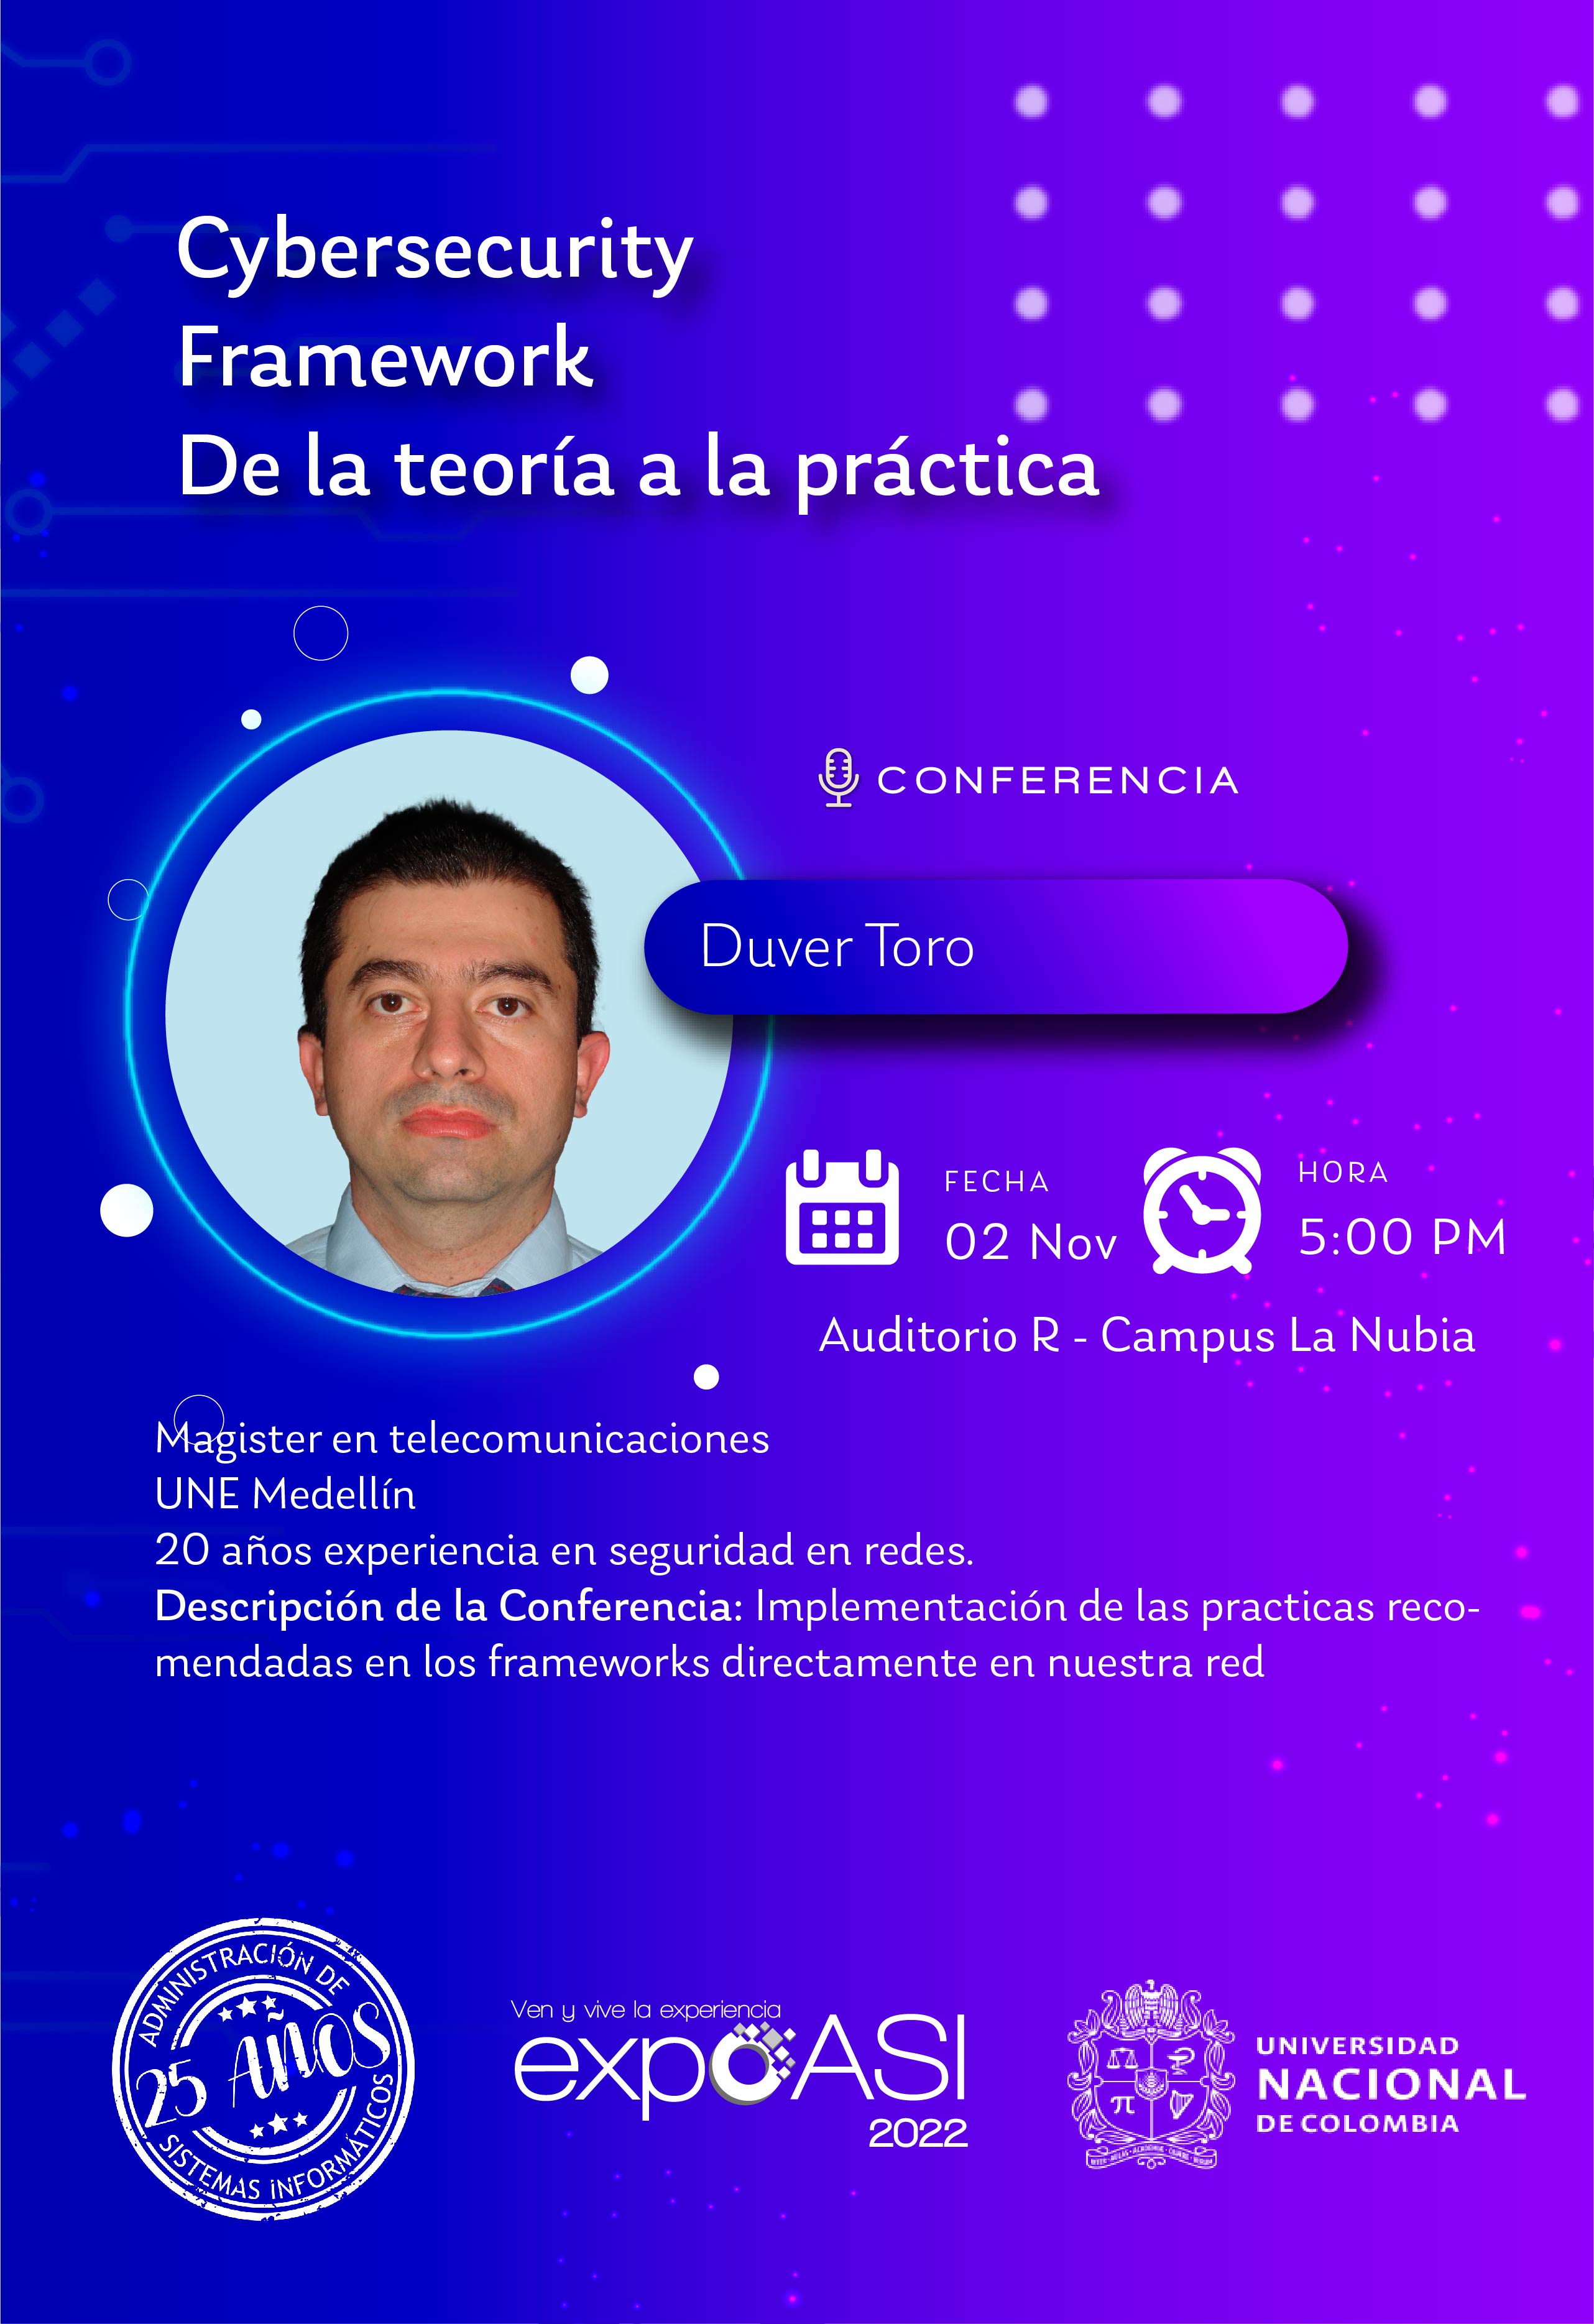 Cybersecurity
Framework
De la teoría a la práctica
CONFERENCIA
Duver Toro
FECHA
02 Nov
HORA
5:00 PM
Auditorio R - Campus La Nubia
Magister en telecomunicaciones
UNE Medellín
20 años experiencia en seguridad en redes.
Descripción de la Conferencia: Implementación de las practicas reco-
mendadas en los frameworks directamente en nuestra red
ADMINISTRACIÓN DE
25 AÑOS
SISTEMAS INFORMÁTICOS
Ven y vive la experiencia
expoASI
2022
π
UNIVERSIDAD
NACIONAL
DE COLOMBIA